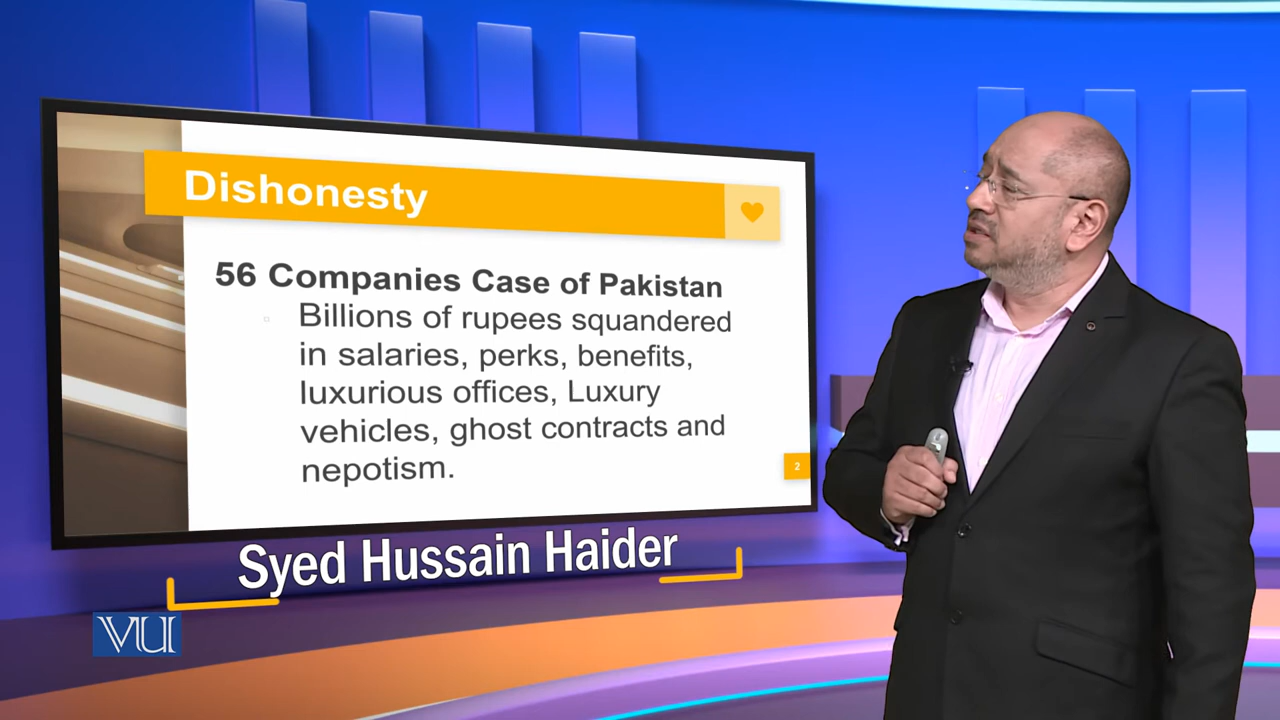 Dishonesty
56 Companies Case of Pakistan
Billions of rupees squandered
in salaries, perks, benefits,
luxurious offices, Luxury
vehicles, ghost contracts and
nepotism.
2
Syed Hussain Haider
VU